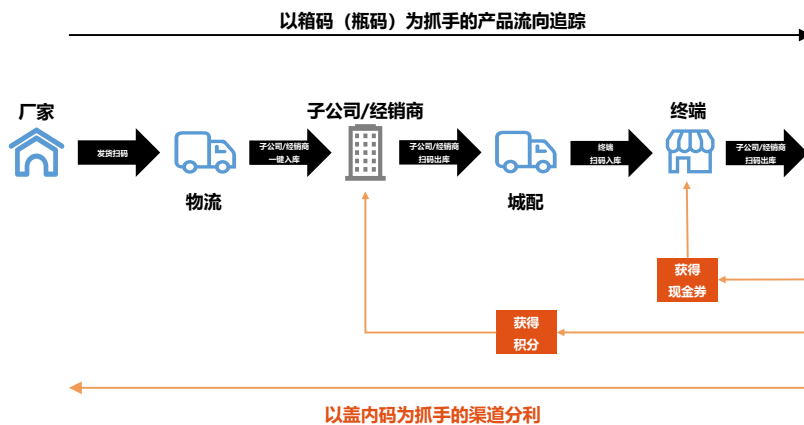 以箱码（瓶码）为抓手的产品流向追踪
厂家
子公司/经销商
终端
发货扫码
子公司/经销商
一键入库
子公司/经销商
扫码出库
终端
扫码入库
子公司/经销商
扫码出库
物流
城配
获得
现金券
获得
积分
以盖内码为抓手的渠道分利